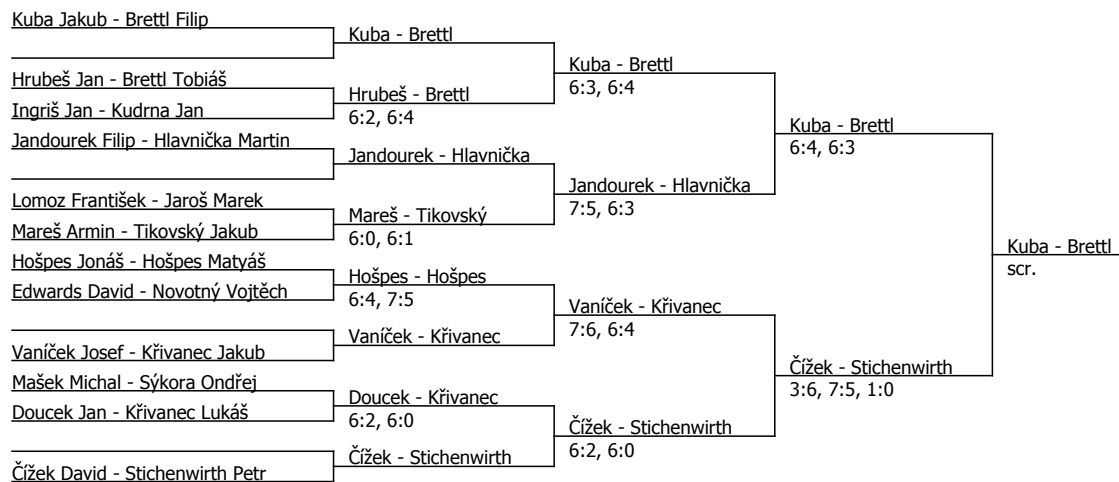 Kuba Jakub - Brettl Filip
Hrubeš Jan - Brettl Tobiáš
Ingriš Jan - Kudrna Jan
Jandourek Filip - Hlavnička Martin
Lomoz František - Jaroš Marek
Mareš Armin - Tikovský Jakub
Hošpes Jonáš - Hošpes Matyáš
Edwards David - Novotný Vojtěch
Vaníček Josef - Křivanec Jakub
Mašek Michal - Sýkora Ondřej
Doucek Jan - Křivanec Lukáš
Čížek David - Stichenwirth Petr
Kuba - Brettl
Hrubeš - Brettl
6:2, 6:4
Jandourek - Hlavnička
Mareš - Tikovský
6:0, 6:1
Hošpes - Hošpes
6:4, 7:5
Vaníček - Křivanec
Doucek - Křivanec
6:2, 6:0
Čížek - Stichenwirth
Kuba - Brettl
6:3, 6:4
Jandourek - Hlavnička
7:5, 6:3
Vaníček - Křivanec
7:6, 6:4
Čížek - Stichenwirth
6:2, 6:0
Kuba - Brettl
6:4, 6:3
Čížek - Stichenwirth
3:6, 7:5, 1:0
Kuba - Brettl
scr.